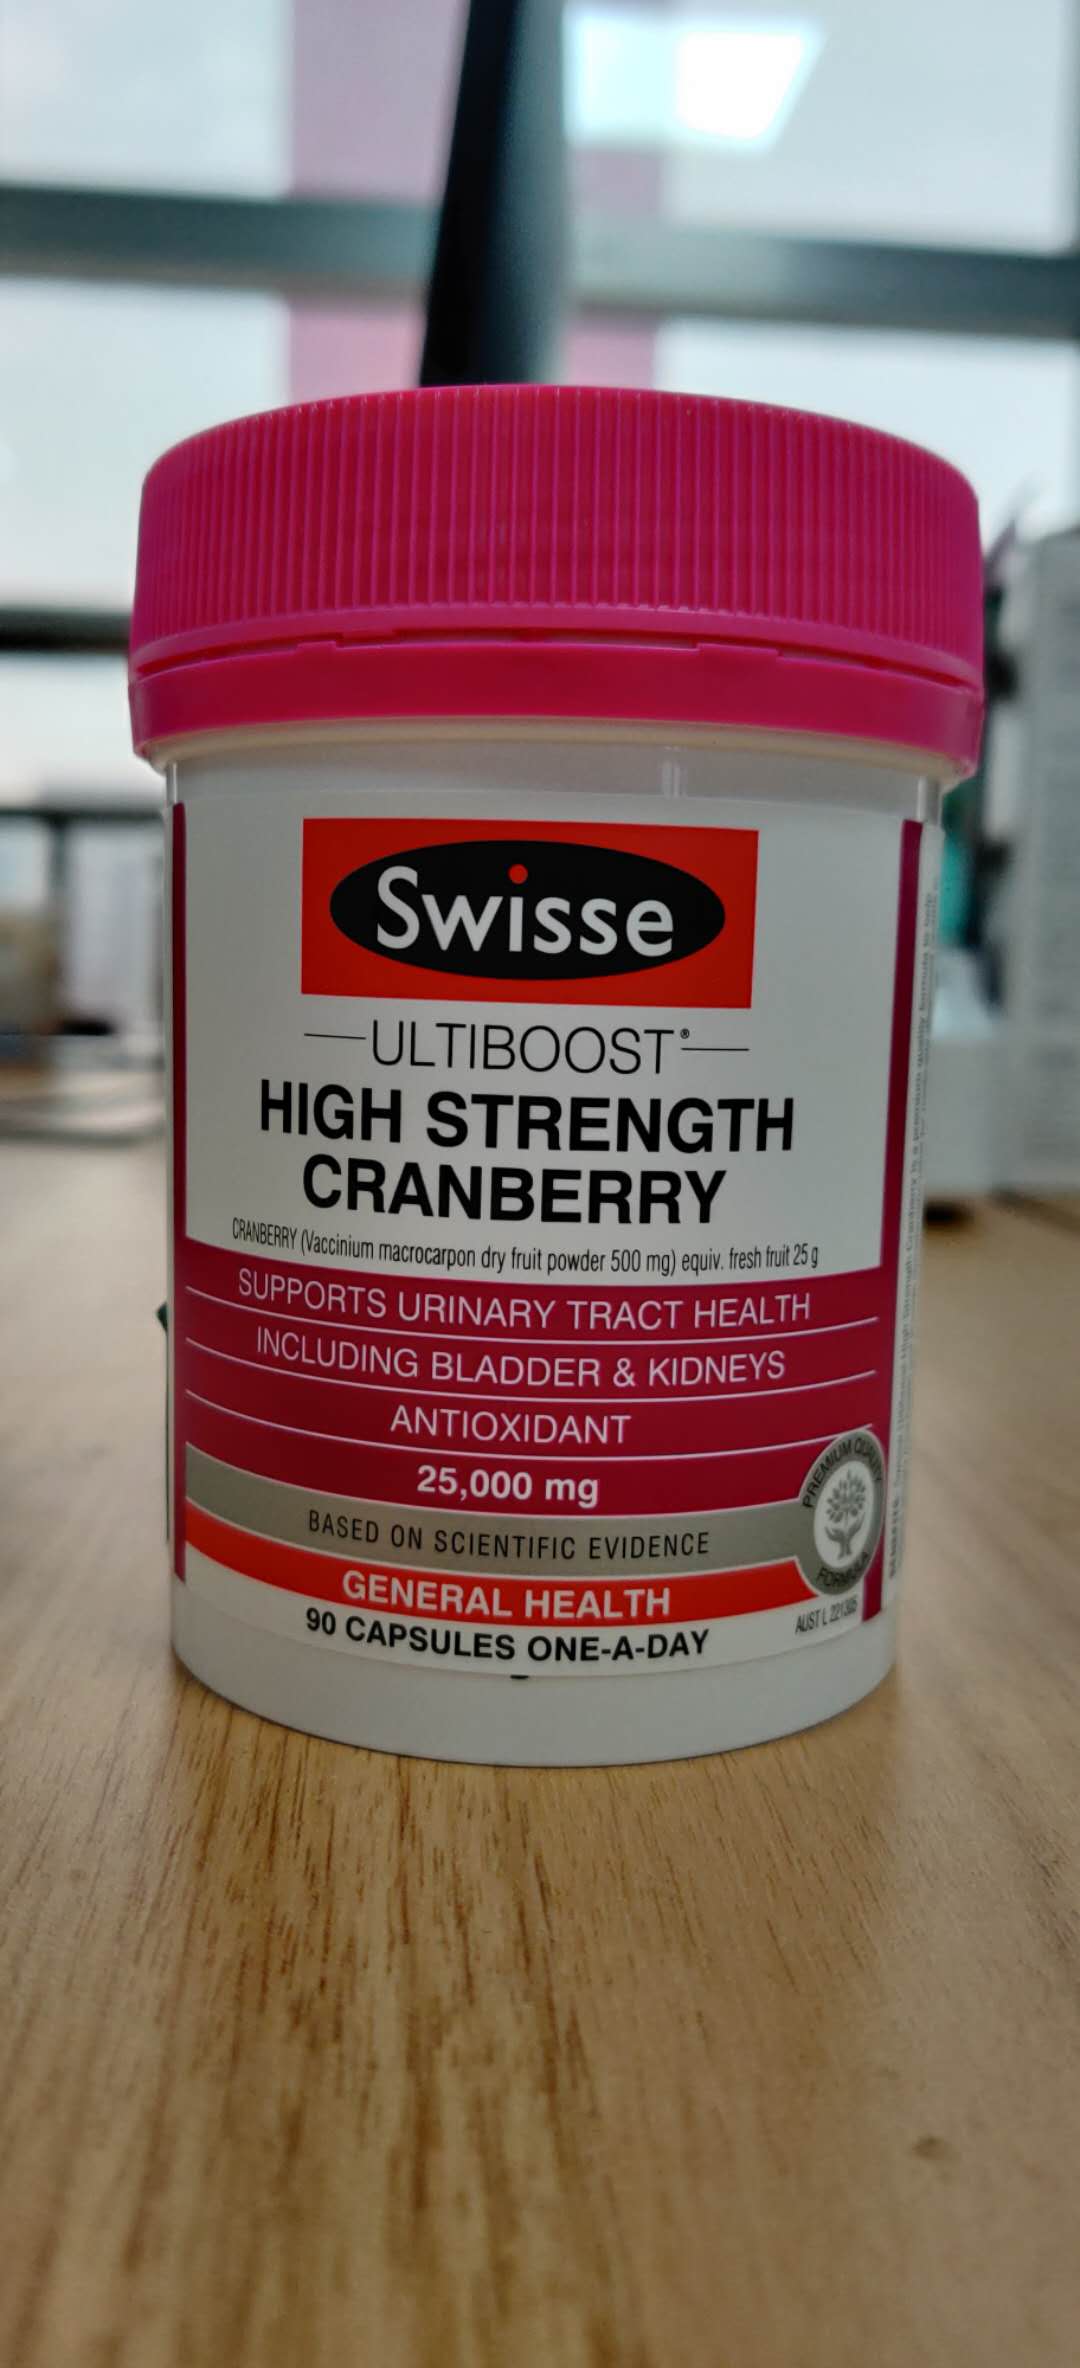 Swisse
ULTIBOOST®
HIGH STRENGTH
CRANBERRY
CRANBERRY (Vaccinium macrocarpon dry fruit powder 500 mg) equiv. fresh fruit 25 g
SUPPORTS URINARY TRACT HEALTH
INCLUDING BLADDER & KIDNEYS
ANTIOXIDANT
25,000 mg
BASED ON SCIENTIFIC EVIDENCE
PREMIUM QUALITY
FORMULA
GENERAL HEALTH
90 CAPSULES ONE-A-DAY
AUST L